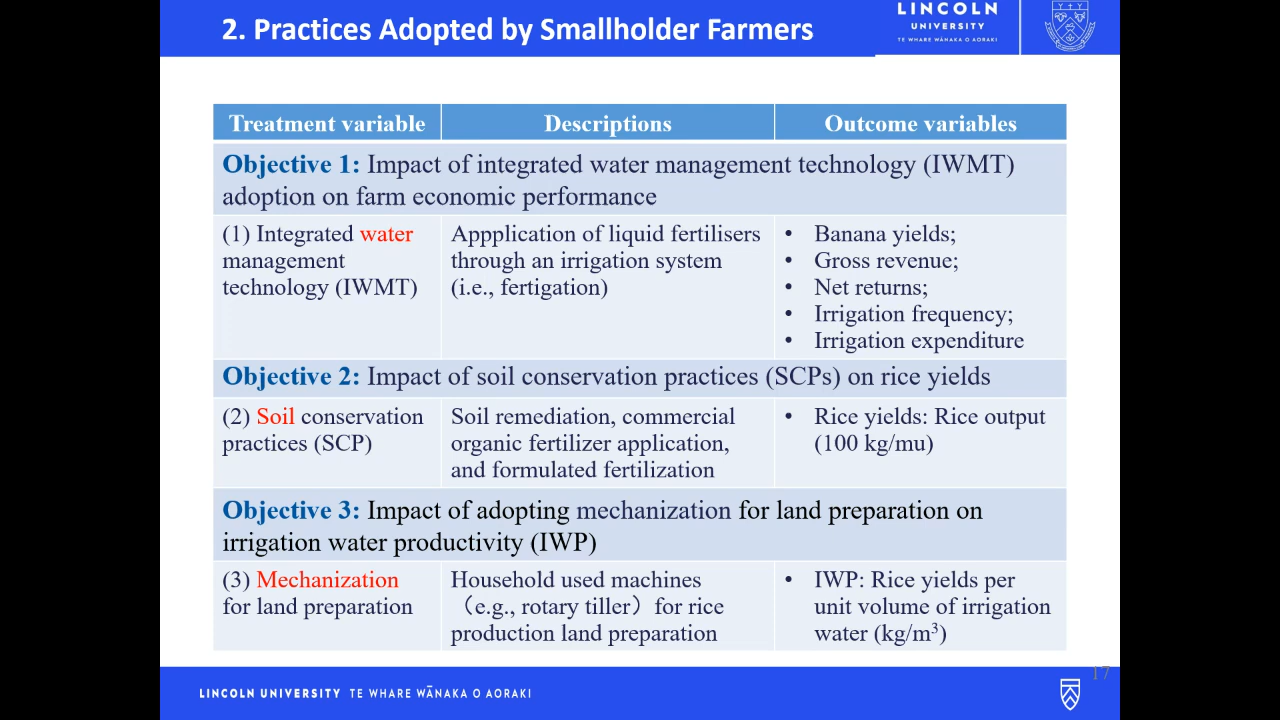 2. Practices Adopted by Smallholder Farmers
LINCOLN
UNIVERSITY
TE WHARE WĀNAKA O AORAKI
Treatment variable
Descriptions
Outcome variables
Objective 1: Impact of integrated water management technology (IWMT)
adoption on farm economic performance
(1) Integrated water
management
technology (IWMT)
Appplication of liquid fertilisers
through an irrigation system
(i.e., fertigation)
• Banana yields;
• Gross revenue;
• Net returns;
• Irrigation frequency;
• Irrigation expenditure
Objective 2: Impact of soil conservation practices (SCPs) on rice yields
(2) Soil conservation
practices (SCP)
Soil remediation, commercial
organic fertilizer application,
and formulated fertilization
• Rice yields: Rice output
(100 kg/mu)
Objective 3: Impact of adopting mechanization for land preparation on
irrigation water productivity (IWP)
(3) Mechanization
for land preparation
Household used machines
（e.g., rotary tiller）for rice
production land preparation
• IWP: Rice yields per
unit volume of irrigation
water (kg/m³)
17
LINCOLN UNIVERSITY TE WHARE WĀNAKA O AORAKI